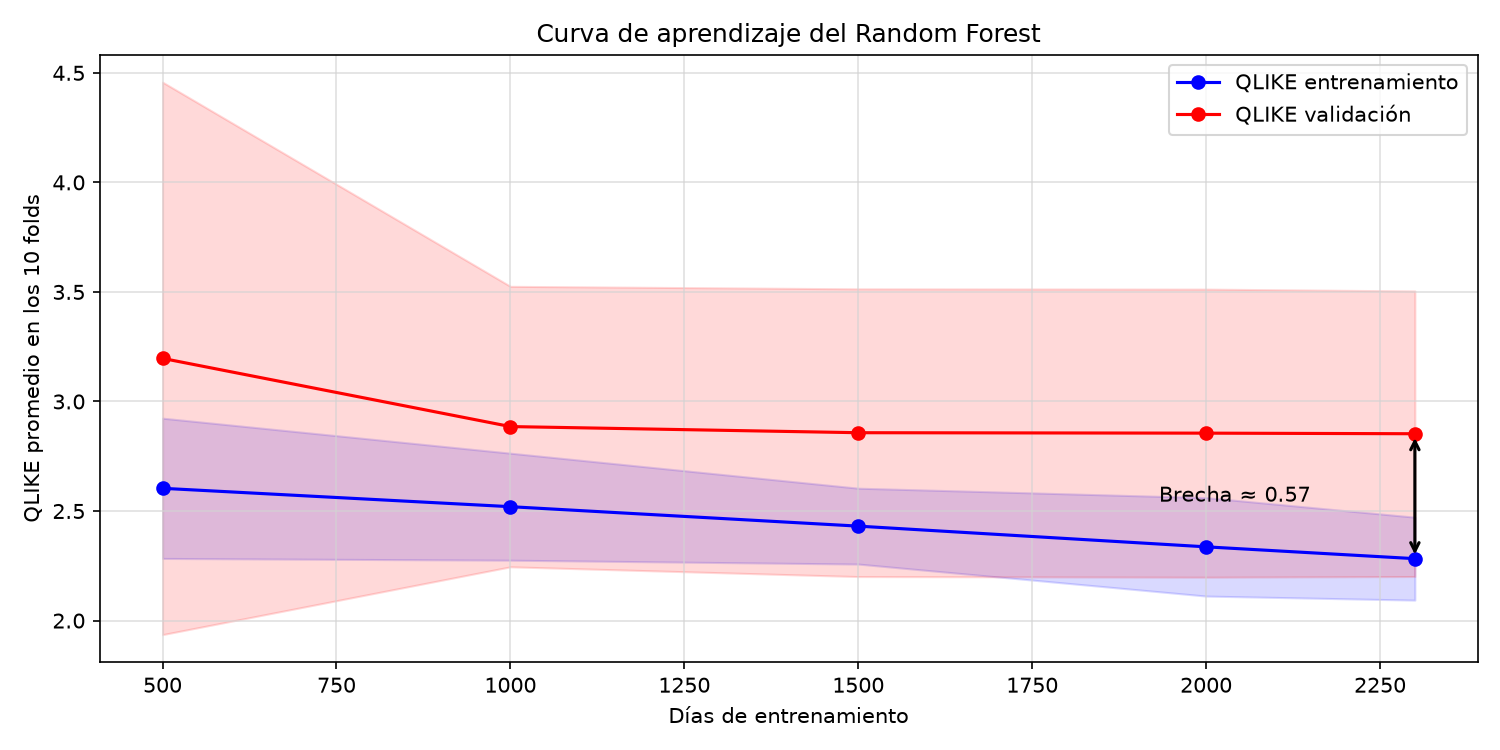 Curva de aprendizaje del Random Forest
QLIKE entrenamiento
QLIKE validación
QLIKE promedio en los 10 folds
4.5
4.0
3.5
3.0
2.5
2.0
Brecha ≈ 0.57
500 750 1000 1250 1500 1750 2000 2250
Días de entrenamiento